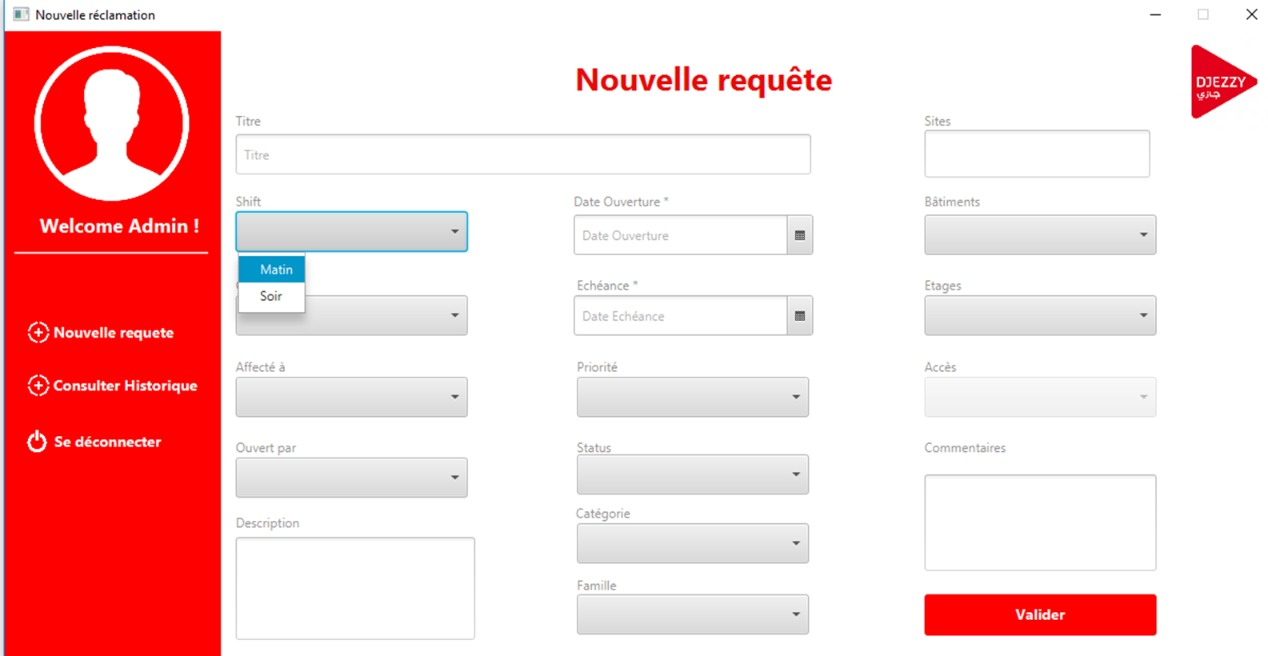 Nouvelle réclamation
Welcome Admin !
Nouvelle requete
Consulter Historique
Se déconnecter
Nouvelle requête
DJEZZY
جازي
Titre
Titre
Sites
Shift
Matin
Soir
Date Ouverture *
Date Ouverture
Bâtiments
Echéance *
Date Echéance
Etages
Affecté à
Priorité
Accès
Ouvert par
Status
Commentaires
Description
Catégorie
Famille
Valider